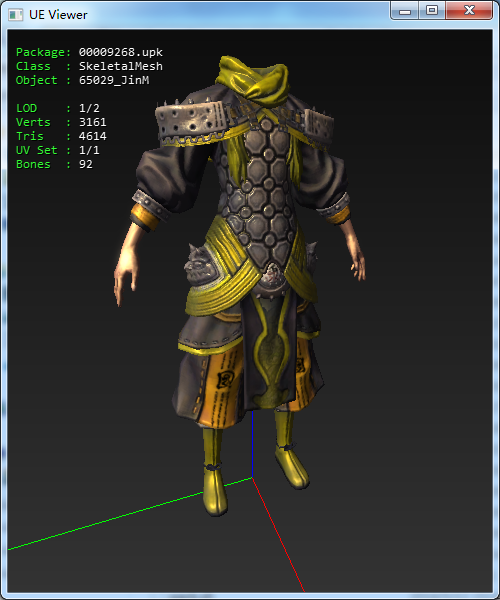 UE Viewer
Package: 00009268.upk
Class : SkeletalMesh
Object : 65029_JinM
LOD : 1/2
Verts : 3161
Tris : 4614
UV Set : 1/1
Bones : 92